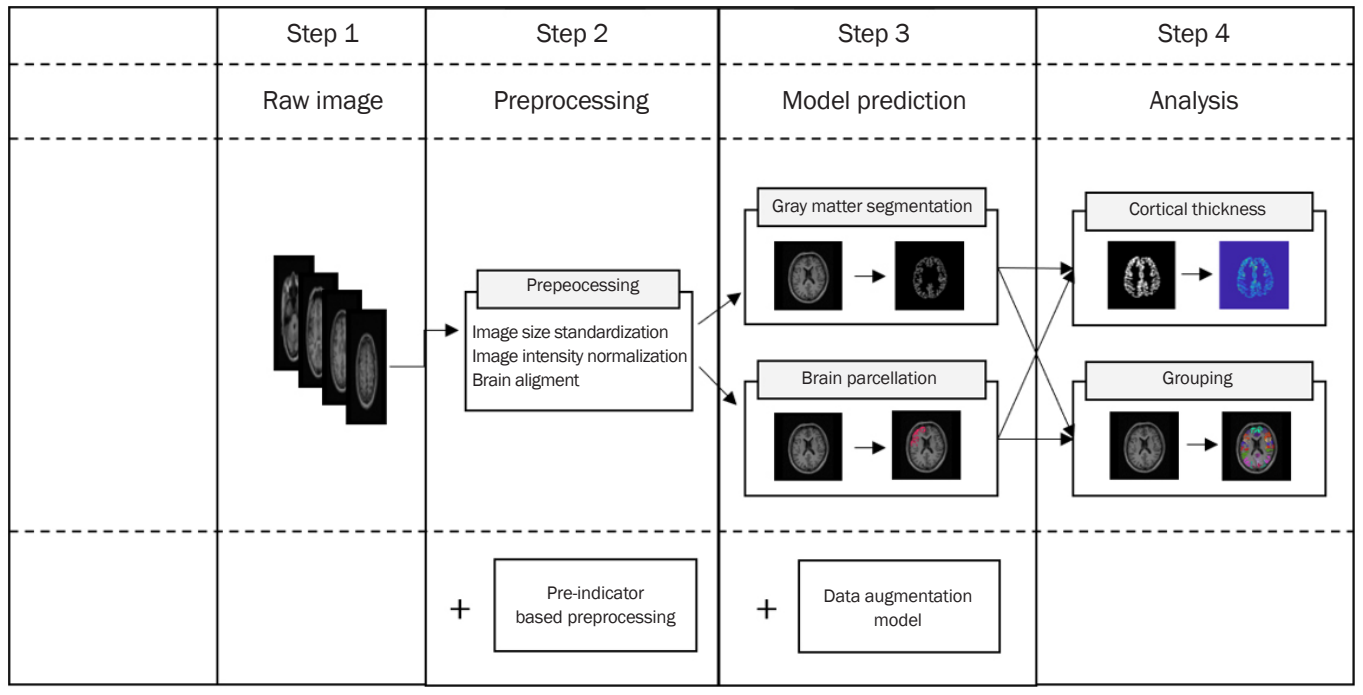 Step 1
Step 2
Step 3
Step 4
Raw image
Preprocessing
Model prediction
Analysis
Gray matter segmentation
Cortical thickness
Prepeocessing
Image size standardization
Image intensity normalization
Brain aligment
Brain parcellation
Grouping
+
Pre-indicator
based preprocessing
+
Data augmentation
model